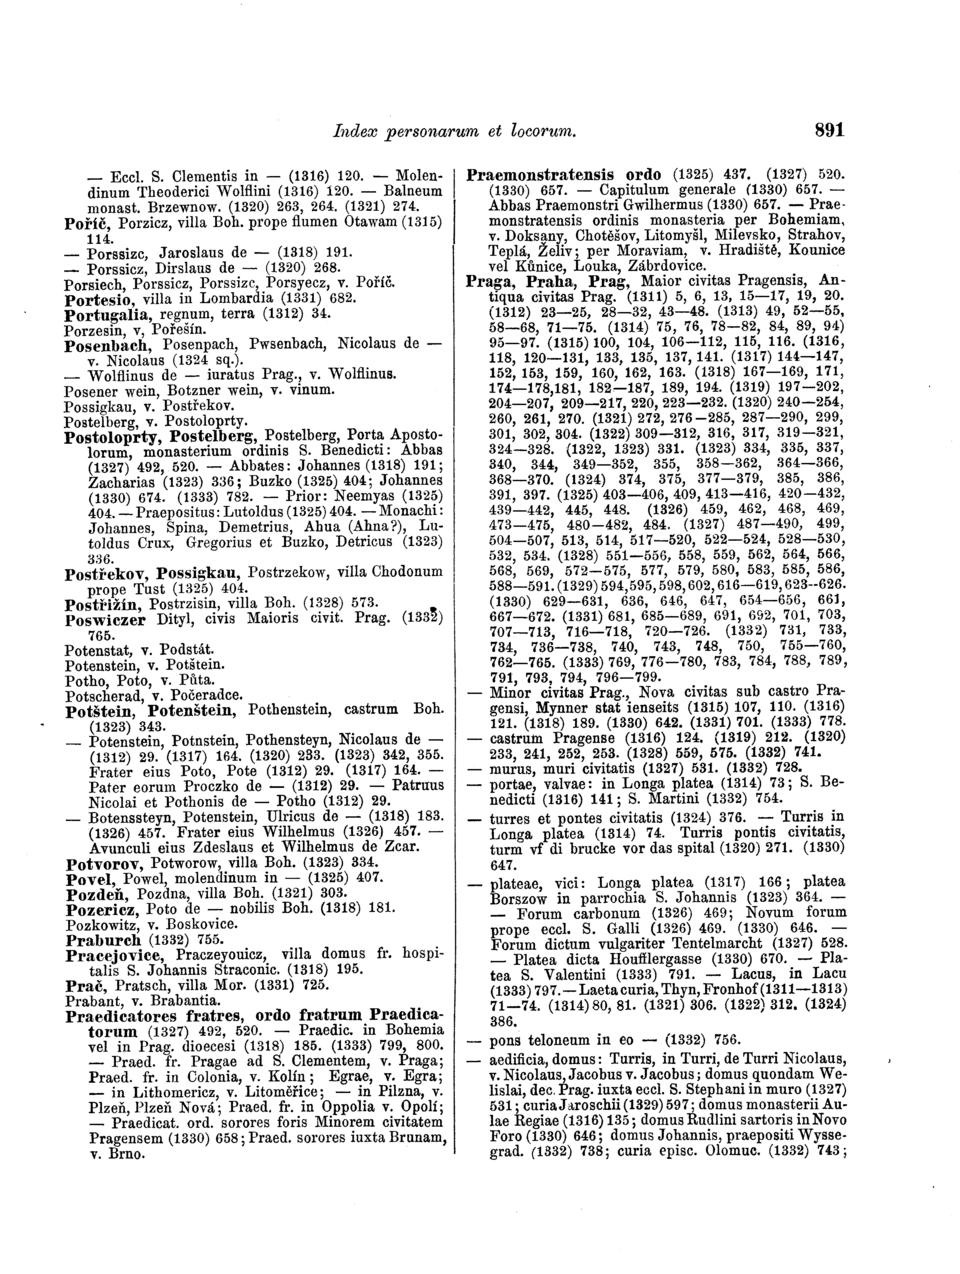 Index personarum et locorum. 891
— Eccl. S. Clementis in — (1316) 120. — Molen-
dinum Theoderici Wolflini (1316) 120. — Balneum
monast. Brzewnow. (1320) 263, 264. (1321) 274.
Poříč, Porzicz, villa Boh. prope flumen Otawam (1315)
114.
— Porssizc, Jaroslaus de — (1318) 191.
— Porssicz, Dirslaus de — (1320) 268.
Porsiech, Porssicz, Porssizc, Porsyecz, v. Poříč.
Portesio, villa in Lombardia (1331) 682.
Portugalia, regnum, terra (1312) 34.
Porzesin, v, Pořešín.
Posenbach, Posenpach, Pwsenbach, Nicolaus de —
v. Nicolaus (1324 sq.).
— Wolflinus de — iuratus Prag., v. Wolflinus.
Posener wein, Botzner wein, v. vinum.
Possigkau, v. Postřekov.
Postelberg, v. Postoloprty.
Postoloprty, Postelberg, Postelberg, Porta Aposto-
lorum, monasterium ordinis S. Benedicti: Abbas
(1327) 492, 520. — Abbates: Johannes (1318) 191;
Zacharias (1323) 336; Buzko (1325) 404; Johannes
(1330) 674. (1333) 782. — Prior: Neemyas (1325)
404. — Praepositus: Lutoldus (1325) 404. — Monachi:
Johannes, Spina, Demetrius, Ahua (Ahna?), Lu-
toldus Crux, Gregorius et Buzko, Detricus (1323)
336.
Postřekov, Possigkau, Postrzekow, villa Chodonum
prope Tust (1325) 404.
Postřižín, Postrzisin, villa Boh. (1328) 573.
Poswiczer Dityl, civis Maioris civit. Prag. (1332)
765.
Potenstat, v. Podstát.
Potenstein, v. Potštein.
Potho, Poto, v. Půta.
Potscherad, v. Počeradce.
Potštein, Potenštein, Pothenstein, castrum Boh.
(1323) 343.
— Potenstein, Potnstein, Pothensteyn, Nicolaus de —
(1312) 29. (1317) 164. (1320) 233. (1323) 342, 355.
Frater eius Poto, Pote (1312) 29. (1317) 164. —
Pater eorum Proczko de — (1312) 29. — Patruus
Nicolai et Pothonis de — Potho (1312) 29.
— Botenssteyn, Potenstein, Ulricus de — (1318) 183.
(1326) 457. Frater eius Wilhelmus (1326) 457. —
Avunculi eius Zdeslaus et Wilhelmus de Zcar.
Potvorov, Potworow, villa Boh. (1323) 334.
Povel, Powel, molendinum in — (1325) 407.
Pozdeň, Pozdna, villa Boh. (1321) 303.
Pozericz, Poto de — nobilis Boh. (1318) 181.
Pozkowitz, v. Boskovice.
Praburch (1332) 755.
Pracejovice, Praczeyouicz, villa domus fr. hospi-
talis S. Johannis Straconic. (1318) 195.
Prač, Pratsch, villa Mor. (1331) 725.
Prabant, v. Brabantia.
Praedicatores fratres, ordo fratrum Praedica-
torum (1327) 492, 520. — Praedic. in Bohemia
vel in Prag. dioecesi (1318) 185. (1333) 799, 800.
— Praed. fr. Pragae ad S. Clementem, v. Praga;
Praed. fr. in Colonia, v. Kolín; Egrae, v. Egra;
— in Lithomericz, v. Litoměřice; — in Pilzna, v.
Plzeň, Plzeň Nová; Praed. fr. in Oppolia v. Opolí;
— Praedicat. ord. sorores foris Minorem civitatem
Pragensem (1330) 658; Praed. sorores iuxta Brunam,
v. Brno.
Praemonstratensis ordo (1325) 437. (1327) 520.
(1330) 657. — Capitulum generale (1330) 657. —
Abbas Praemonstri Gwilhermus (1330) 657. — Prae-
monstratensis ordinis monasteria per Bohemiam,
v. Doksany, Chotěšov, Litomyšl, Milevsko, Strahov,
Teplá, Želiv; per Moraviam, v. Hradiště, Kounice
vel Kůnice, Louka, Zábrdovice.
Praga, Praha, Prag, Maior civitas Pragensis, An-
tiqua civitas Prag. (1311) 5, 6, 13, 15—17, 19, 20.
(1312) 23—25, 28—32, 43—48. (1313) 49, 52—55,
58—68, 71—75. (1314) 75, 76, 78—82, 84, 89, 94)
95—97. (1315) 100, 104, 106—112, 115, 116. (1316,
118, 120—131, 133, 135, 137, 141. (1317) 144—147,
152, 153, 159, 160, 162, 163. (1318) 167—169, 171,
174—178,181, 182—187, 189, 194. (1319) 197—202,
204—207, 209—217, 220, 223—232. (1320) 240—254,
260, 261, 270. (1321) 272, 276-285, 287—290, 299,
301, 302, 304. (1322) 309—312, 316, 317, 319—321,
324—328. (1322, 1323) 331. (1323) 334, 335, 337,
340, 344, 349—352, 355, 358—362, 364—366,
368—370. (1324) 374, 375, 377—379, 385, 386,
391, 397. (1325) 403—406, 409, 413—416, 420—432,
439—442, 445, 448. (1326) 459, 462, 468, 469,
473—475, 480—482, 484. (1327) 487—490, 499,
504—507, 513, 514, 517—520, 522—524, 528—530,
532, 534. (1328) 551—556, 558, 559, 562, 564, 566,
568, 569, 572—575, 577, 579, 580, 583, 585, 586,
588—591. (1329) 594, 595, 598, 602, 616—619, 623--626.
(1330) 629—631, 636, 646, 647, 654—656, 661,
667—672. (1331) 681, 685—689, 691, 692, 701, 703,
707—713, 716—718, 720—726. (1332) 731, 733,
734, 736—738, 740, 743, 748, 750, 755—760,
762—765. (1333) 769, 776—780, 783, 784, 788, 789,
791, 793, 794, 796—799.
— Minor civitas Prag., Nova civitas sub castro Pra-
gensi, Mynner stat ienseits (1315) 107, 110. (1316)
121. (1318) 189. (1330) 642. (1331) 701. (1333) 778.
— castrum Pragense (1316) 124. (1319) 212. (1320)
233, 241, 252, 253. (1328) 559, 575. (1332) 741.
— murus, muri civitatis (1327) 531. (1332) 728.
— portae, valvae: in Longa platea (1314) 73; S. Be-
nedicti (1316) 141; S. Martini (1332) 754.
— turres et pontes civitatis (1324) 376. — Turris in
Longa platea (1314) 74. Turris pontis civitatis,
turm vf di brucke vor das spital (1320) 271. (1330)
647.
— plateae, vici: Longa platea (1317) 166; platea
Borszow in parrochia S. Johannis (1323) 364. —
— Forum carbonum (1326) 469; Novum forum
prope eccl. S. Galli (1326) 469. (1330) 646. —
Forum dictum vulgariter Tentelmarcht (1327) 528.
— Platea dicta Houfflergasse (1330) 670. — Pla-
tea S. Valentini (1333) 791. — Lacus, in Lacu
(1333) 797. — Laeta curia, Thyn, Fronhof (1311—1313)
71—74. (1314) 80, 81. (1321) 306. (1322) 312. (1324)
386.
— pons teloneum in eo — (1332) 756.
— aedificia, domus: Turris, in Turri, de Turri Nicolaus,
v. Nicolaus, Jacobus v. Jacobus; domus quondam We-
lislai, dec. Prag. iuxta eccl. S. Stephani in muro (1327)
531; curia Jaroschii (1329) 597; domus monasterii Au-
lae Regiae (1316) 135; domus Rudlini sartoris in Novo
Foro (1330) 646; domus Johannis, praepositi Wysse-
grad. (1332) 738; curia episc. Olomuc. (1332) 743;